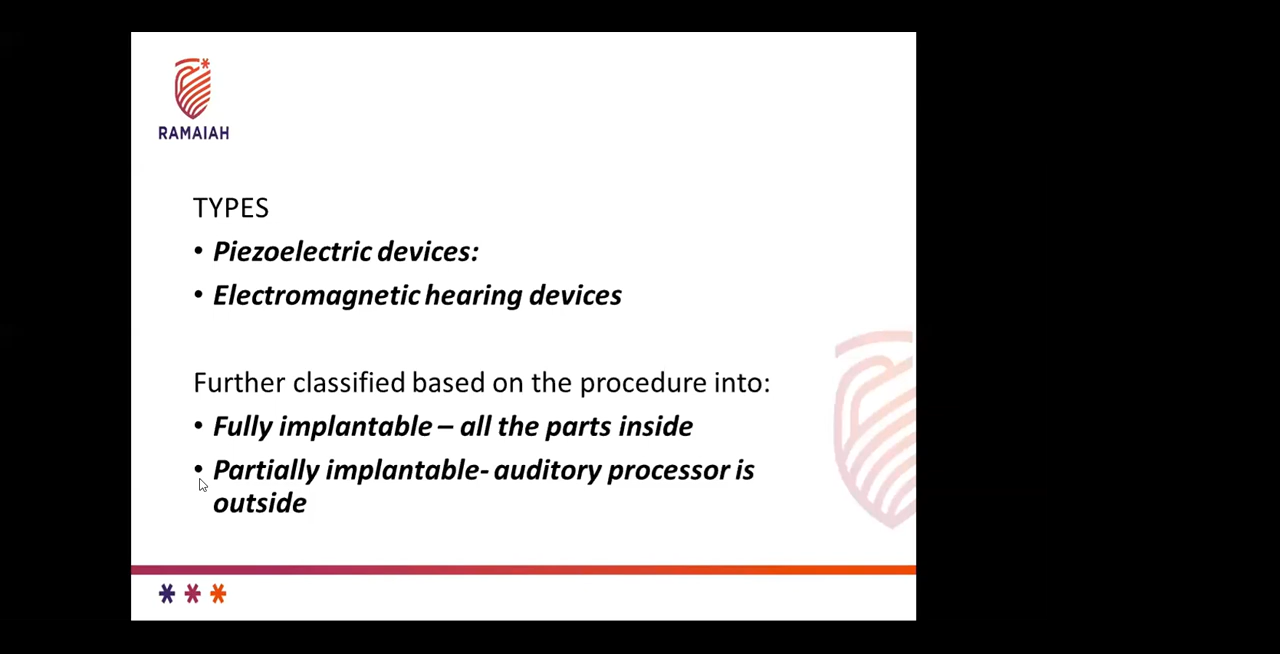 RAMAIAH
TYPES
• Piezoelectric devices:
• Electromagnetic hearing devices
Further classified based on the procedure into:
• Fully implantable – all the parts inside
• Partially implantable- auditory processor is
outside